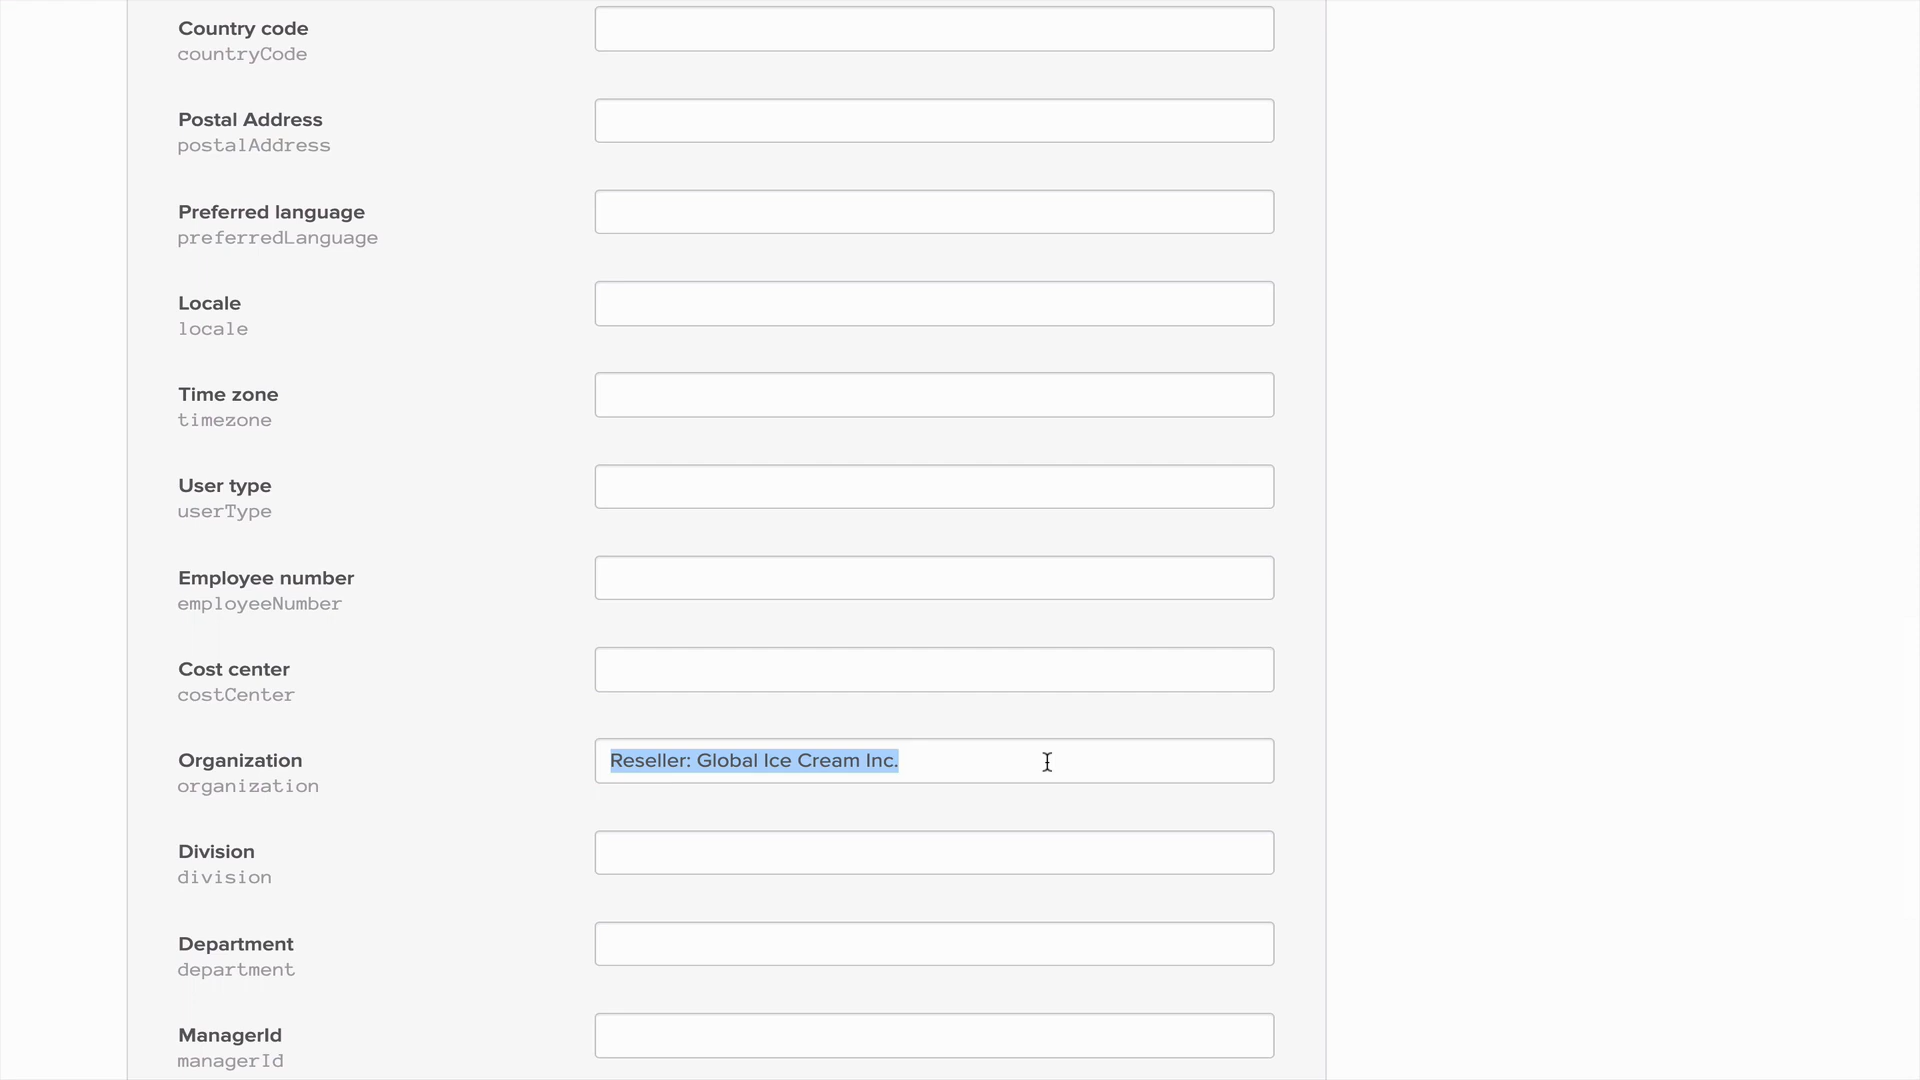 Country code
countryCode
Postal Address
postalAddress
Preferred language
preferredLanguage
Locale
locale
Time zone
timezone
User type
userType
Employee number
employeeNumber
Cost center
costCenter
Organization
organization
Reseller: Global Ice Cream Inc.
Division
division
Department
department
ManagerId
managerId